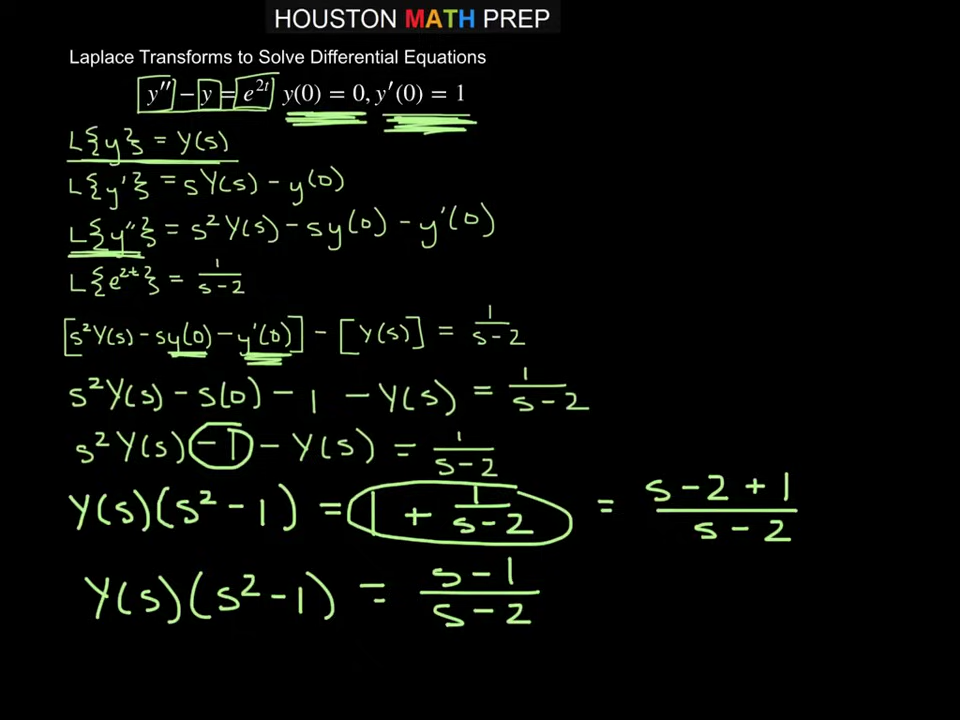 HOUSTON MATH PREP
Laplace Transforms to Solve Differential Equations
y″ − y = e²ᵗ y(0) = 0, y′(0) = 1
L{y} = Y(s)
L{y'} = sY(s) − y(0)
L{y''} = s²Y(s) − sy(0) − y'(0)
L{e²ᵗ} = 1/(s−2)
[s²Y(s) − sy(0) − y'(0)] − [Y(s)] = 1/(s−2)
s²Y(s) − s(0) − 1 − Y(s) = 1/(s−2)
s²Y(s) − 1 − Y(s) = 1/(s−2)
Y(s)(s² − 1) = 1 + 1/(s−2) = (s−2+1)/(s−2)
Y(s)(s² − 1) = (s−1)/(s−2)